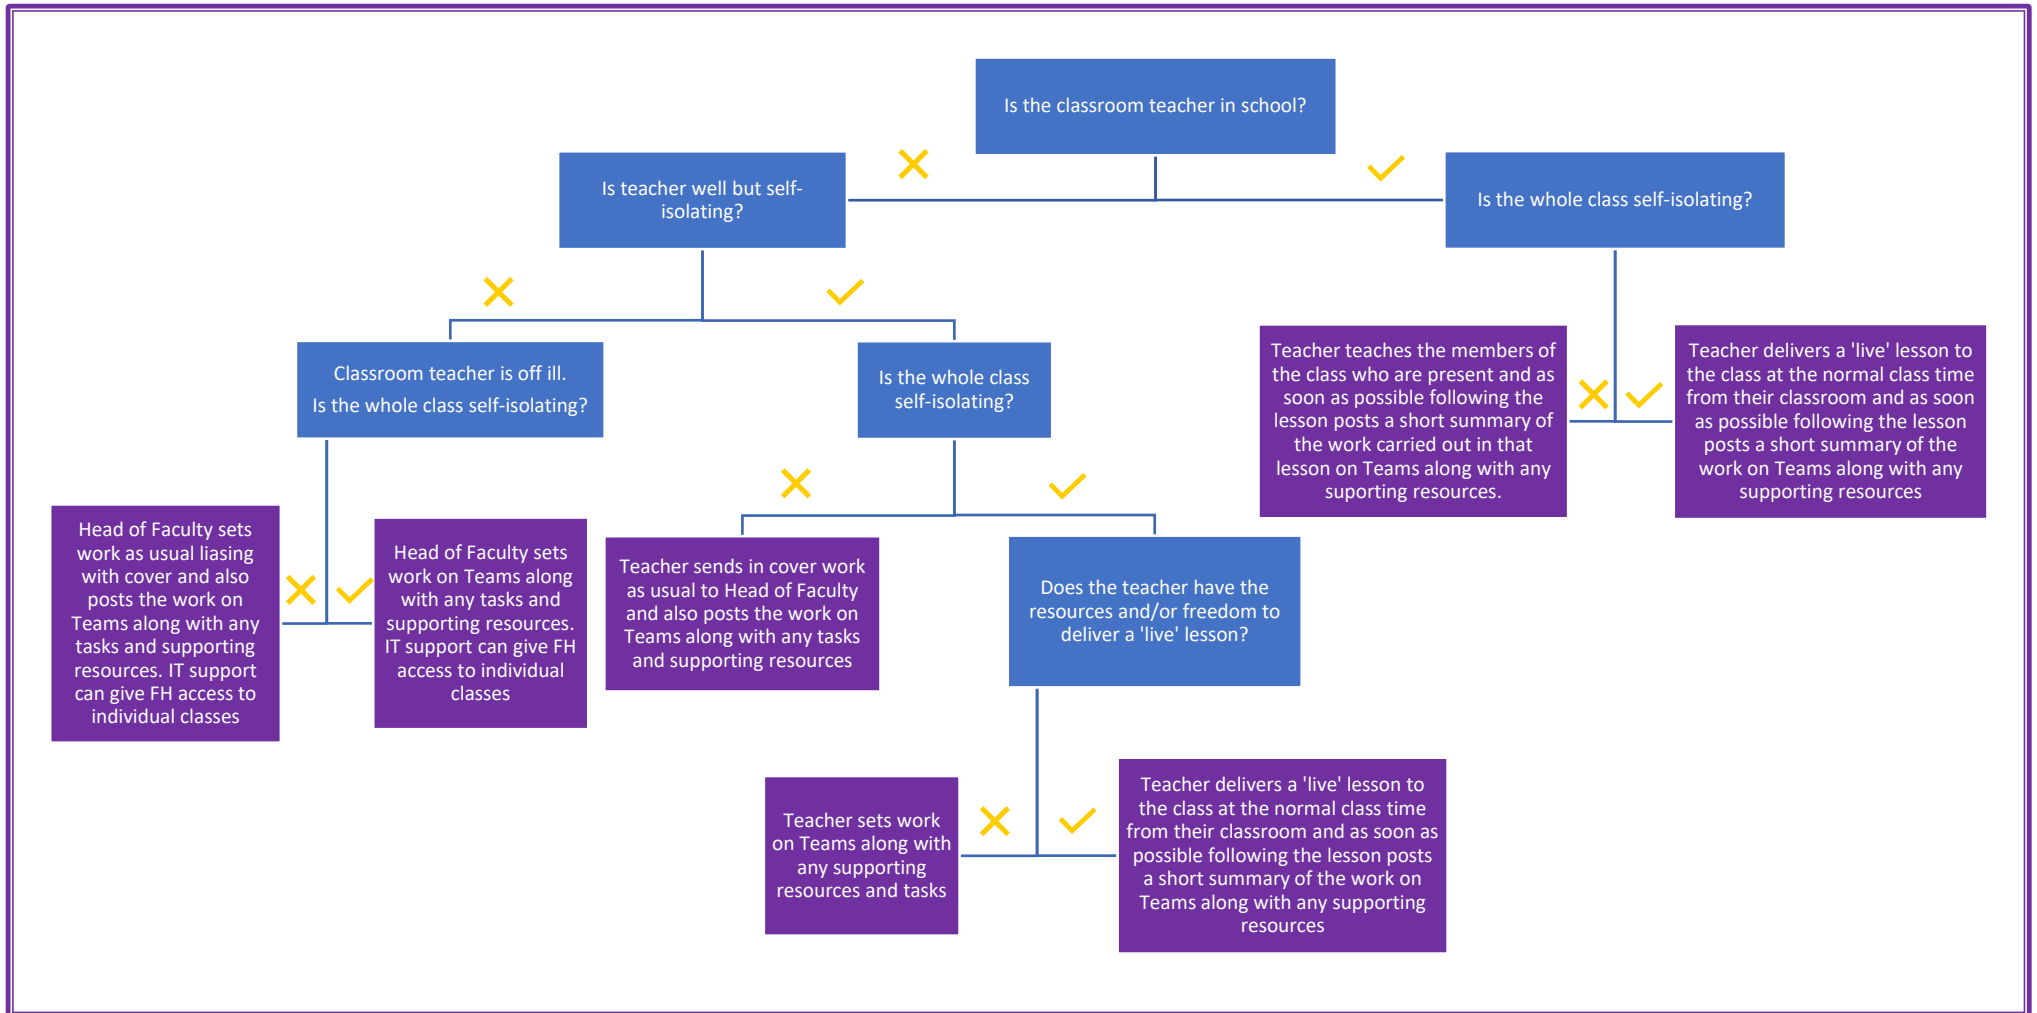 Is the classroom teacher in school?
Is teacher well but self-
isolating?
Is the whole class self-isolating?
Classroom teacher is off ill.
Is the whole class self-isolating?
Is the whole class
self-isolating?
Teacher teaches the members of
the class who are present and as
soon as possible following the
lesson posts a short summary of
the work carried out in that
lesson on Teams along with any
suporting resources.
Teacher delivers a 'live' lesson to
the class at the normal class time
from their classroom and as soon
as possible following the lesson
posts a short summary of the
work on Teams along with any
supporting resources
Head of Faculty sets
work as usual liasing
with cover and also
posts the work on
Teams along with any
tasks and supporting
resources. IT support
can give FH access to
individual classes
Head of Faculty sets
work on Teams along
with any tasks and
supporting resources.
IT support can give FH
access to individual
classes
Teacher sends in cover work
as usual to Head of Faculty
and also posts the work on
Teams along with any tasks
and supporting resources
Does the teacher have the
resources and/or freedom to
deliver a 'live' lesson?
Teacher sets work
on Teams along with
any supporting
resources and tasks
Teacher delivers a 'live' lesson to
the class at the normal class time
from their classroom and as soon as
possible following the lesson posts
a short summary of the work on
Teams along with any supporting
resources